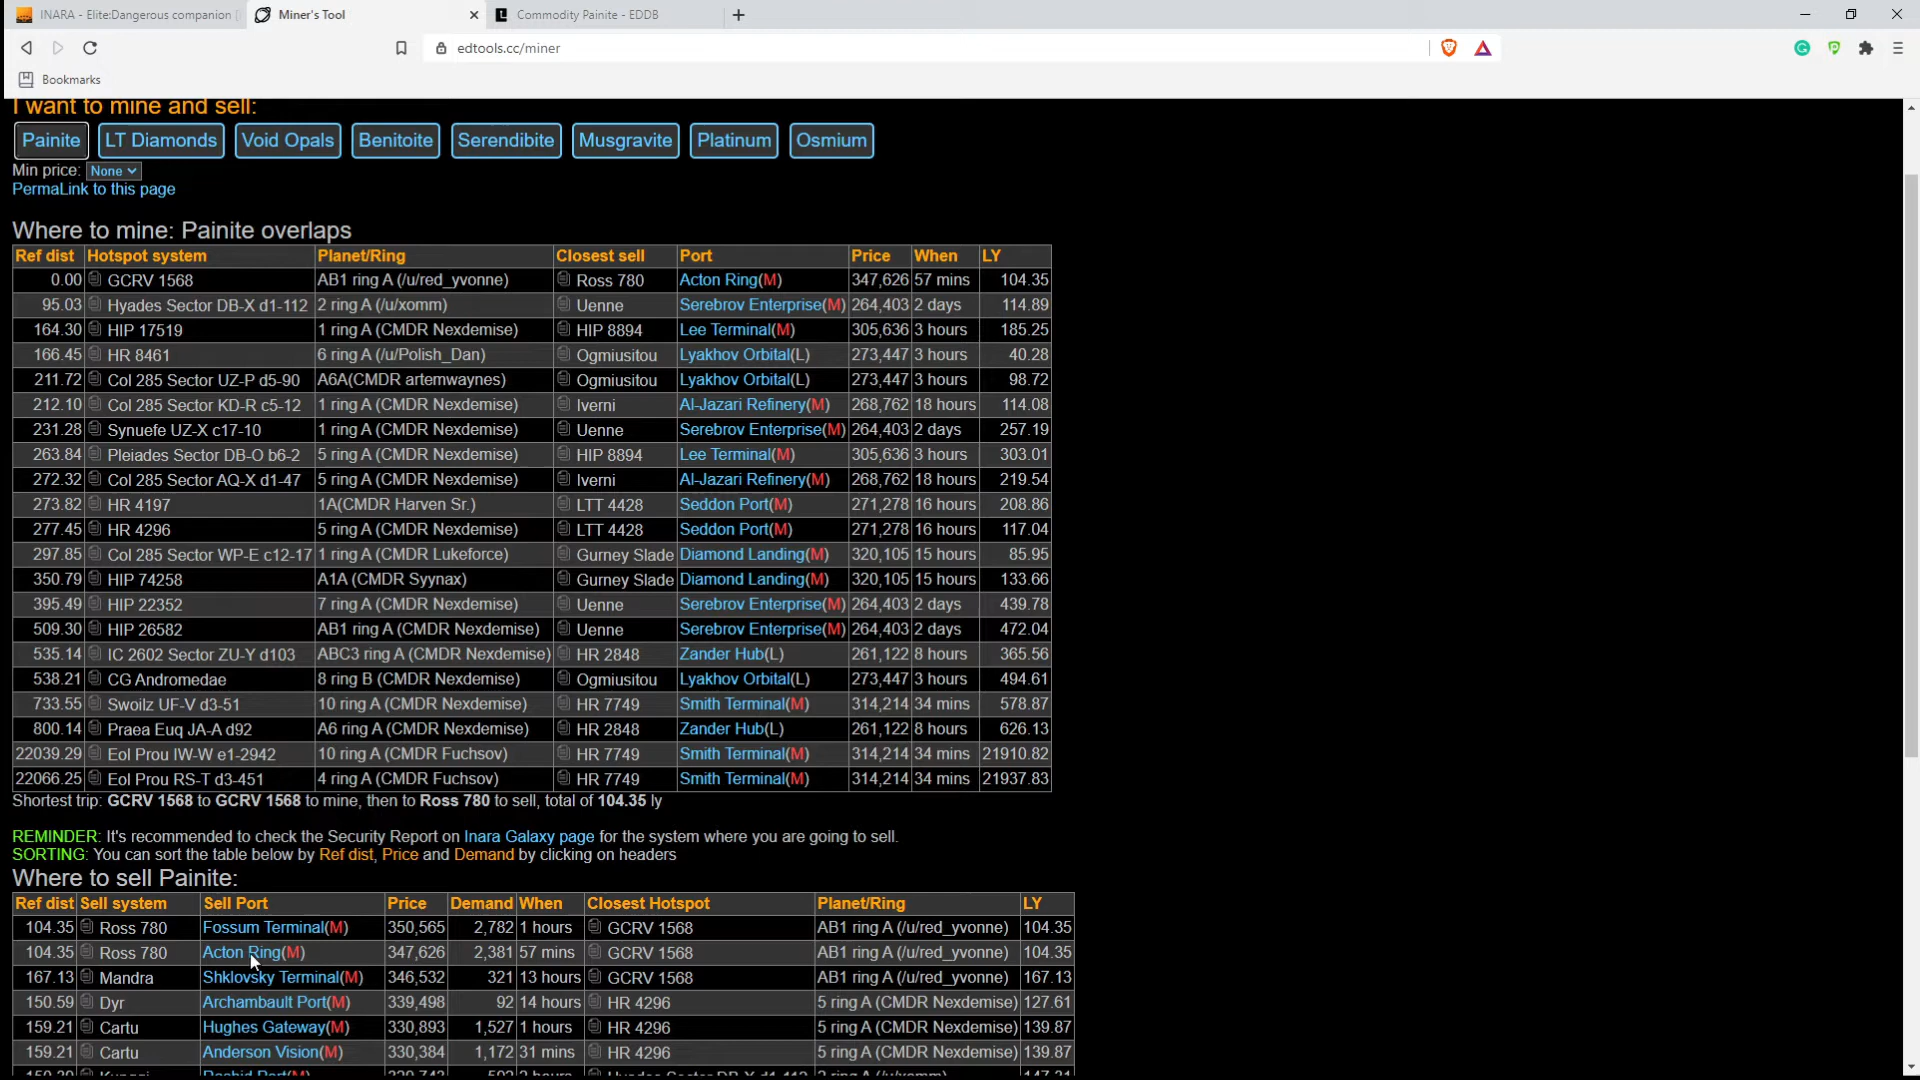 INARA - Elite:Dangerous companion
Miner's Tool
Commodity Painite - EDDB
edtools.cc/miner
Bookmarks
I want to mine and sell:
Painite LT Diamonds Void Opals Benitoite Serendibite Musgravite Platinum Osmium
Min price: None
PermaLink to this page
Where to mine: Painite overlaps
Ref dist Hotspot system Planet/Ring Closest sell Port Price When LY
0.00 GCRV 1568 AB1 ring A (/u/red_yvonne) Ross 780 Acton Ring(M) 347,626 57 mins 104.35
95.03 Hyades Sector DB-X d1-112 2 ring A (/u/xomm) Uenne Serebrov Enterprise(M) 264,403 2 days 114.89
164.30 HIP 17519 1 ring A (CMDR Nexdemise) HIP 8894 Lee Terminal(M) 305,636 3 hours 185.25
166.45 HR 8461 6 ring A (/u/Polish_Dan) Ogmiusitou Lyakhov Orbital(L) 273,447 3 hours 40.28
211.72 Col 285 Sector UZ-P d5-90 A6A(CMDR artemwaynes) Ogmiusitou Lyakhov Orbital(L) 273,447 3 hours 98.72
212.10 Col 285 Sector KD-R c5-12 1 ring A (CMDR Nexdemise) Iverni Al-Jazari Refinery(M) 268,762 18 hours 114.08
231.28 Synuefe UZ-X c17-10 1 ring A (CMDR Nexdemise) Uenne Serebrov Enterprise(M) 264,403 2 days 257.19
263.84 Pleiades Sector DB-O b6-2 5 ring A (CMDR Nexdemise) HIP 8894 Lee Terminal(M) 305,636 3 hours 303.01
272.32 Col 285 Sector AQ-X d1-47 5 ring A (CMDR Nexdemise) Iverni Al-Jazari Refinery(M) 268,762 18 hours 219.54
273.82 HR 4197 1A(CMDR Harven Sr.) LTT 4428 Seddon Port(M) 271,278 16 hours 208.86
277.45 HR 4296 5 ring A (CMDR Nexdemise) LTT 4428 Seddon Port(M) 271,278 16 hours 117.04
297.85 Col 285 Sector WP-E c12-17 1 ring A (CMDR Lukeforce) Gurney Slade Diamond Landing(M) 320,105 15 hours 85.95
350.79 HIP 74258 A1A (CMDR Syynax) Gurney Slade Diamond Landing(M) 320,105 15 hours 133.66
395.49 HIP 22352 7 ring A (CMDR Nexdemise) Uenne Serebrov Enterprise(M) 264,403 2 days 439.78
509.30 HIP 26582 AB1 ring A (CMDR Nexdemise) Uenne Serebrov Enterprise(M) 264,403 2 days 472.04
535.14 IC 2602 Sector ZU-Y d103 ABC3 ring A (CMDR Nexdemise) HR 2848 Zander Hub(L) 261,122 8 hours 365.56
538.21 CG Andromedae 8 ring B (CMDR Nexdemise) Ogmiusitou Lyakhov Orbital(L) 273,447 3 hours 494.61
733.55 Swoilz UF-V d3-51 10 ring A (CMDR Nexdemise) HR 7749 Smith Terminal(M) 314,214 34 mins 578.87
800.14 Praea Euq JA-A d92 A6 ring A (CMDR Nexdemise) HR 2848 Zander Hub(L) 261,122 8 hours 626.13
22039.29 Eol Prou IW-W e1-2942 10 ring A (CMDR Fuchsov) HR 7749 Smith Terminal(M) 314,214 34 mins 21910.82
22066.25 Eol Prou RS-T d3-451 4 ring A (CMDR Fuchsov) HR 7749 Smith Terminal(M) 314,214 34 mins 21937.83
Shortest trip: GCRV 1568 to GCRV 1568 to mine, then to Ross 780 to sell, total of 104.35 ly
REMINDER: It's recommended to check the Security Report on Inara Galaxy page for the system where you are going to sell.
SORTING: You can sort the table below by Ref dist, Price and Demand by clicking on headers
Where to sell Painite:
Ref dist Sell system Sell Port Price Demand When Closest Hotspot Planet/Ring LY
104.35 Ross 780 Fossum Terminal(M) 350,565 2,782 1 hours GCRV 1568 AB1 ring A (/u/red_yvonne) 104.35
104.35 Ross 780 Acton Ring(M) 347,626 2,381 57 mins GCRV 1568 AB1 ring A (/u/red_yvonne) 104.35
167.13 Mandra Shklovsky Terminal(M) 346,532 321 13 hours GCRV 1568 AB1 ring A (/u/red_yvonne) 167.13
150.59 Dyr Archambault Port(M) 339,498 92 14 hours HR 4296 5 ring A (CMDR Nexdemise) 127.61
159.21 Cartu Hughes Gateway(M) 330,893 1,527 1 hours HR 4296 5 ring A (CMDR Nexdemise) 139.87
159.21 Cartu Anderson Vision(M) 330,384 1,172 31 mins HR 4296 5 ring A (CMDR Nexdemise) 139.87